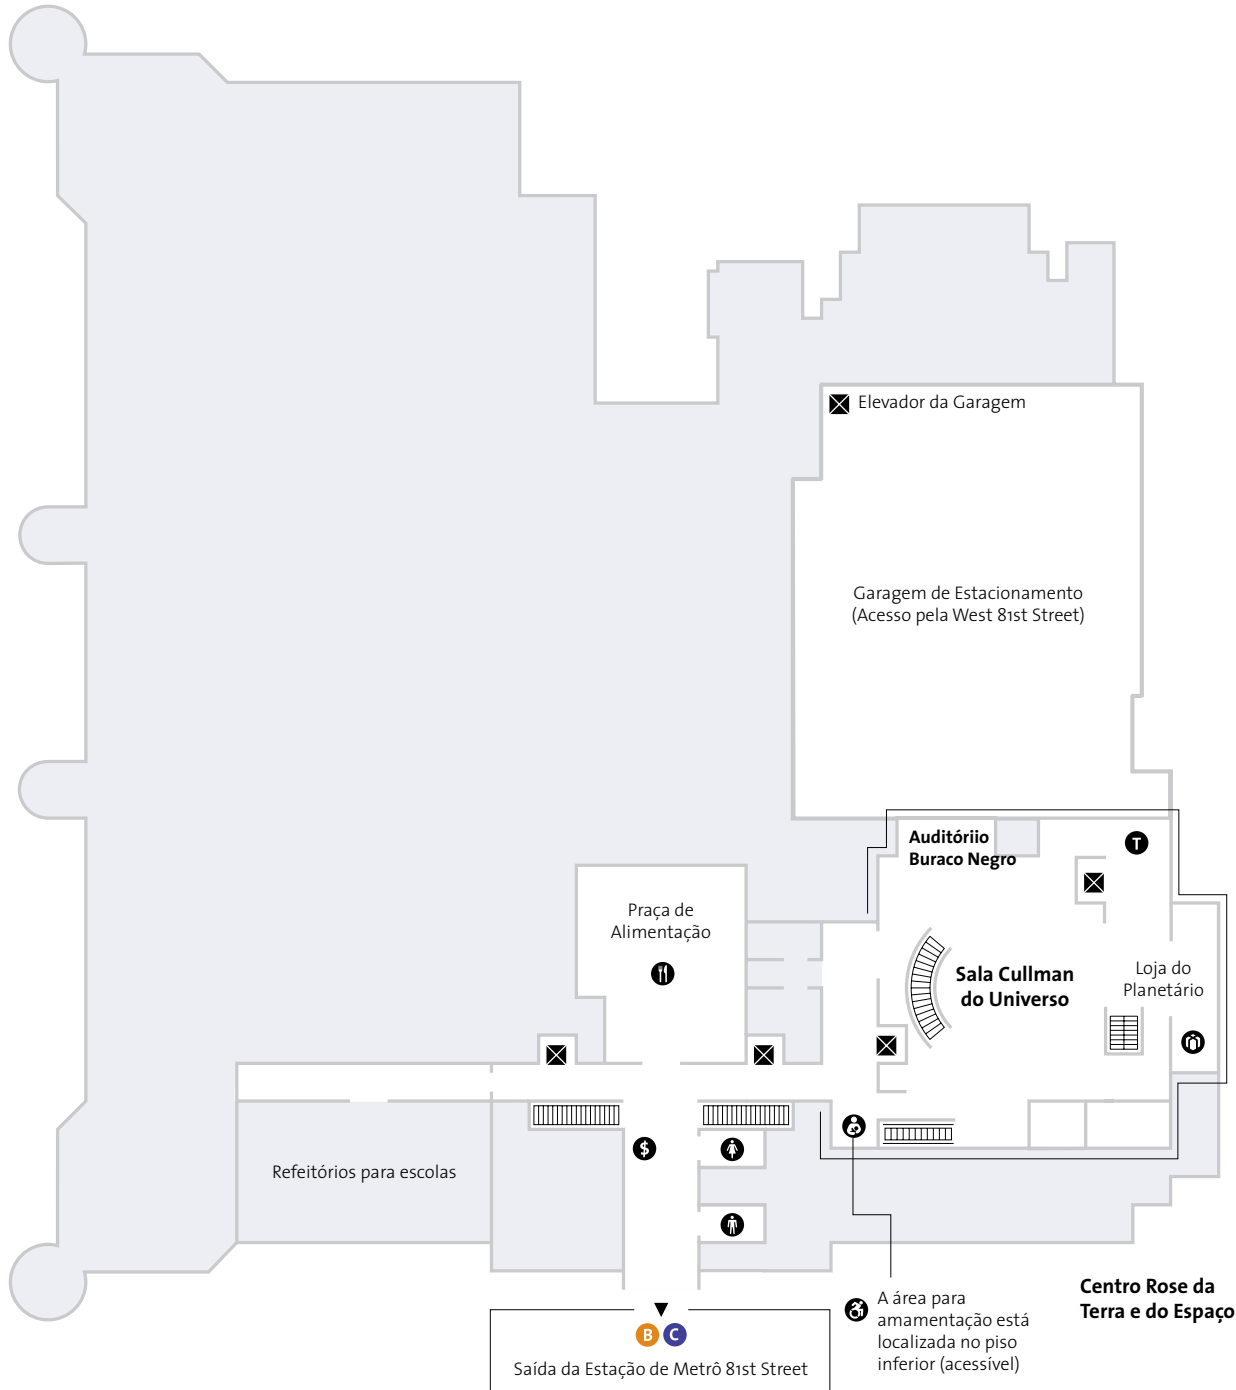 Elevador da Garagem
Garagem de Estacionamento
(Acesso pela West 81st Street)
Auditóriio
Buraco Negro
T
Praça de
Alimentação
Sala Cullman
do Universo
Loja do
Planetário
$
Refeitórios para escolas
Centro Rose da
Terra e do Espaço
A área para
amamentação está
localizada no piso
inferior (acessível)
B C
Saída da Estação de Metrô 81st Street